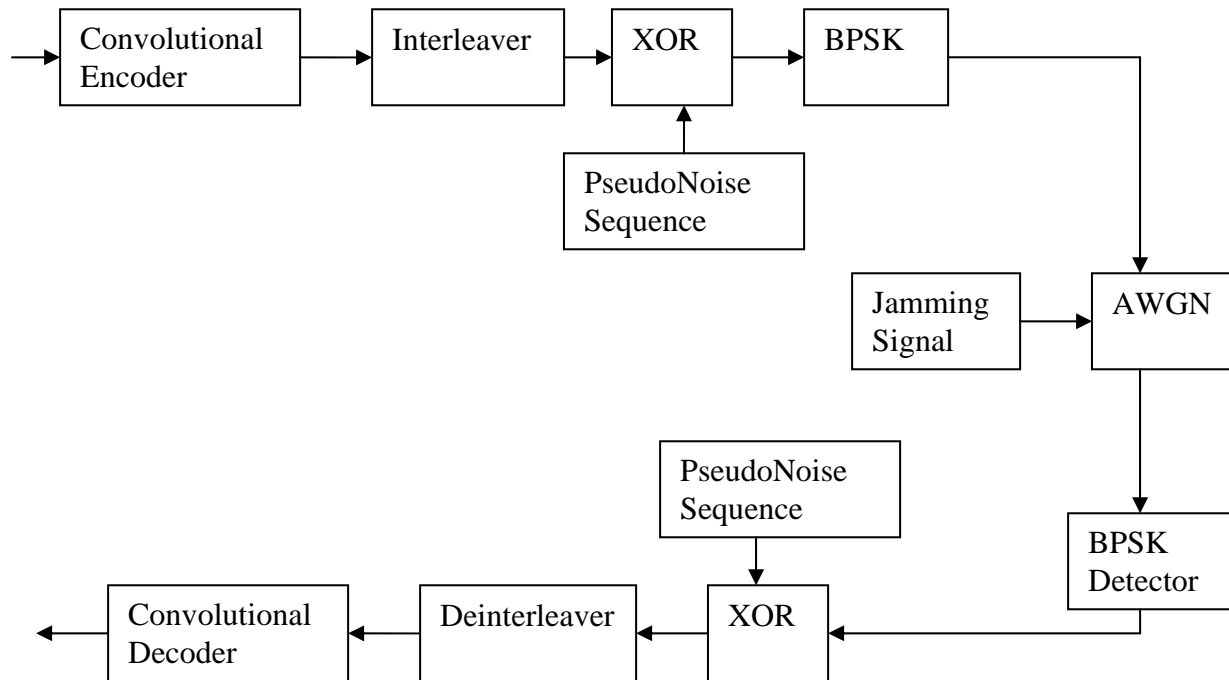 Convolutional
Encoder
Interleaver
XOR
BPSK
PseudoNoise
Sequence
Jamming
Signal
AWGN
PseudoNoise
Sequence
BPSK
Detector
XOR
Deinterleaver
Convolutional
Decoder